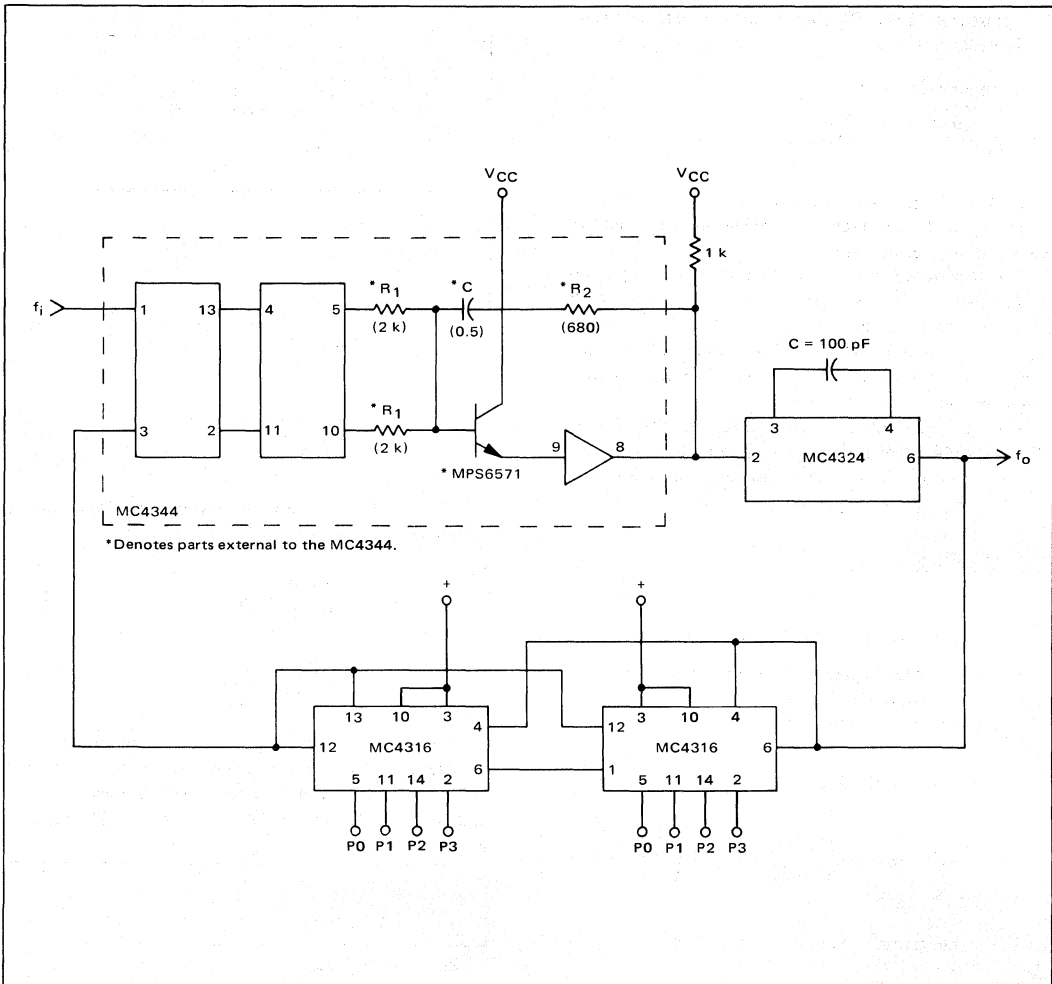 VCC VCC
1 k
*R1 *C *R2
fi 1 13 4 5 (2 k) (0.5) (680)
C = 100 pF
*R1
3 2 11 10 (2 k) 9 8
3 4
2 MC4324 6 fo
*MPS6571
MC4344
*Denotes parts external to the MC4344.
+ +
13 10 3 3 10 4
4 12
12 MC4316 MC4316 6
6 1
5 11 14 2 5 11 14 2
P0 P1 P2 P3 P0 P1 P2 P3